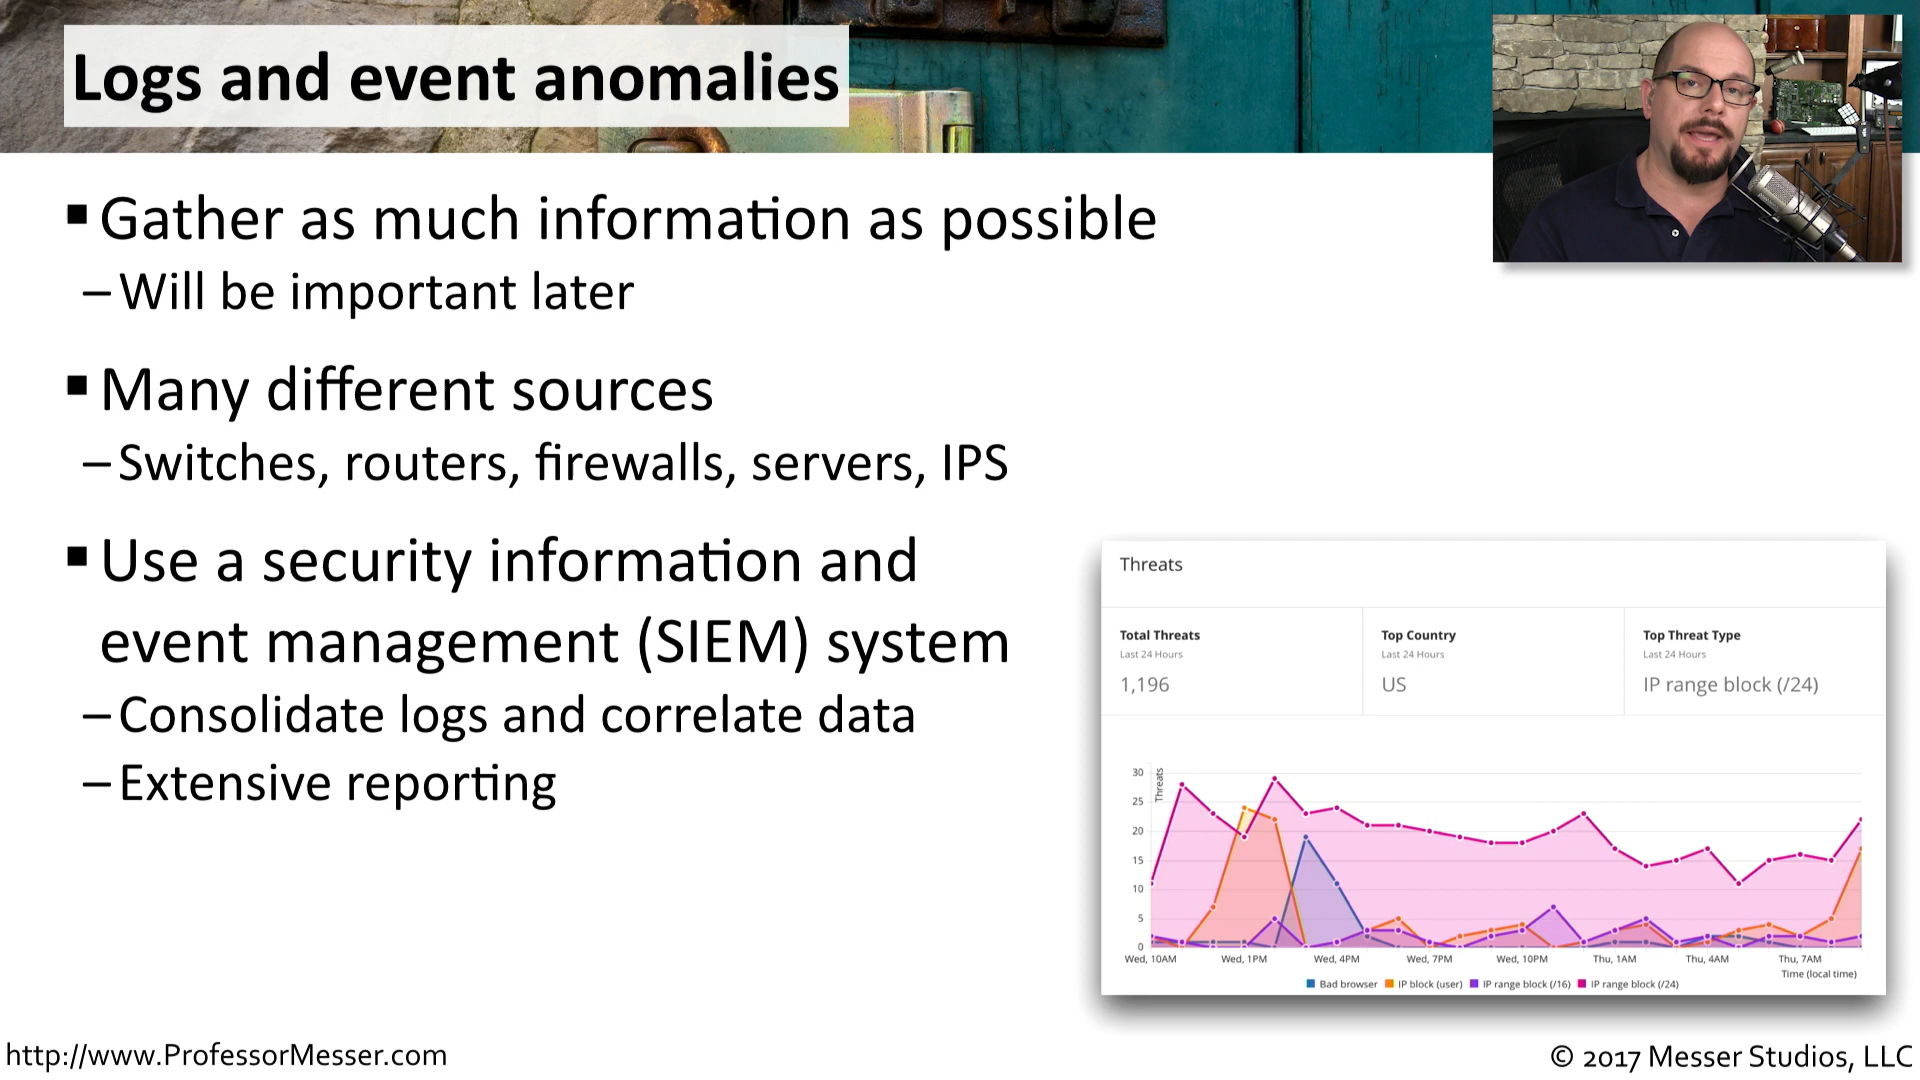 Logs and event anomalies
▪ Gather as much information as possible
– Will be important later
▪ Many different sources
– Switches, routers, firewalls, servers, IPS
▪ Use a security information and
event management (SIEM) system
– Consolidate logs and correlate data
– Extensive reporting
Threats
Total Threats
Last 24 Hours
1,196
Top Country
Last 24 Hours
US
Top Threat Type
Last 24 Hours
IP range block (/24)
Threats
30
25
20
15
10
5
0
Wed, 10AM Wed, 1PM Wed, 4PM Wed, 7PM Wed, 10PM Thu, 1AM Thu, 4AM Thu, 7AM
Time (local time)
Bad browser IP block (user) IP range block (/16) IP range block (/24)
http://www.ProfessorMesser.com
© 2017 Messer Studios, LLC